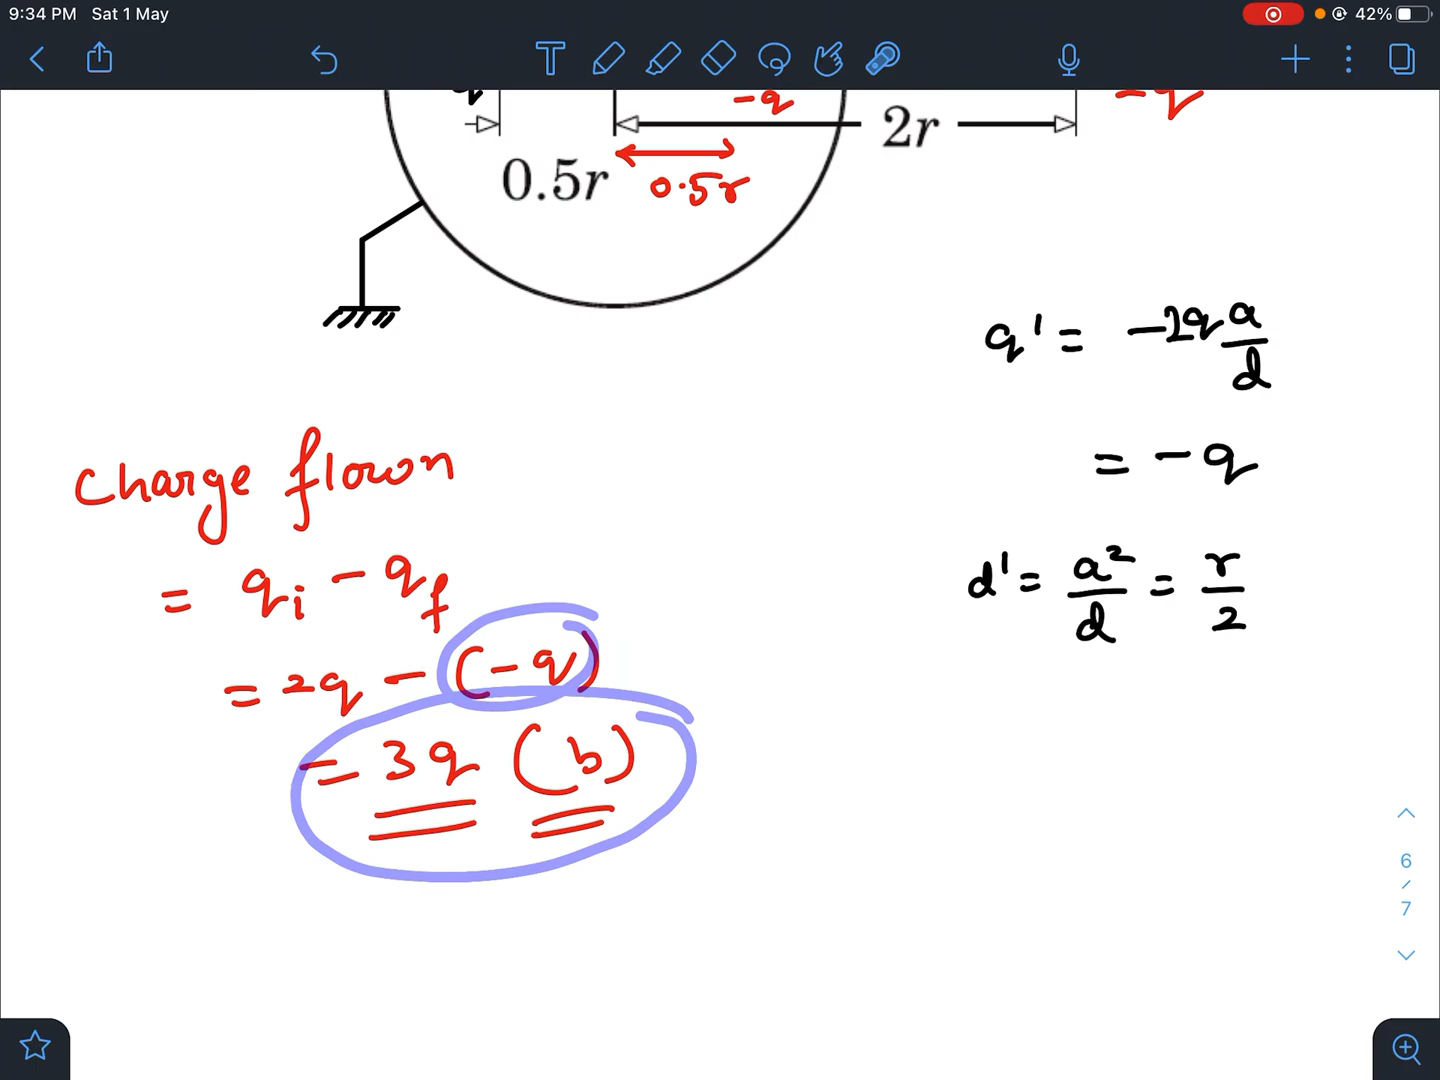 9:34 PM Sat 1 May
42%
T
-q
-q
2r
0.5r
0.5r
q' = -2q a/d
= -q
d' = a²/d = r/2
Charge flown
= qi - qf
= 2q - (-q)
= 3q (b)
6
/
7